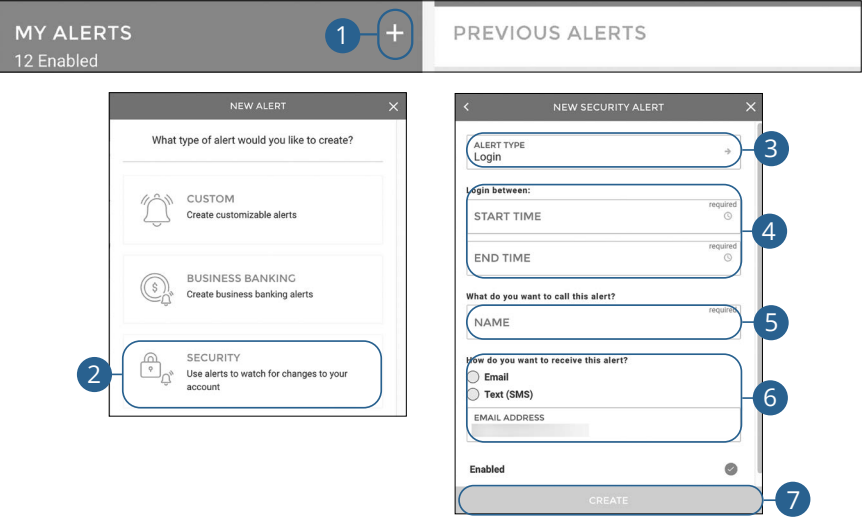 MY ALERTS
12 Enabled
1
+
PREVIOUS ALERTS
NEW ALERT
What type of alert would you like to create?
CUSTOM
Create customizable alerts
BUSINESS BANKING
Create business banking alerts
2
SECURITY
Use alerts to watch for changes to your
account
NEW SECURITY ALERT
ALERT TYPE
Login
3
Login between:
required
START TIME
4
required
END TIME
What do you want to call this alert?
required
NAME
5
How do you want to receive this alert?
Email
Text (SMS)
6
EMAIL ADDRESS
Enabled
CREATE
7